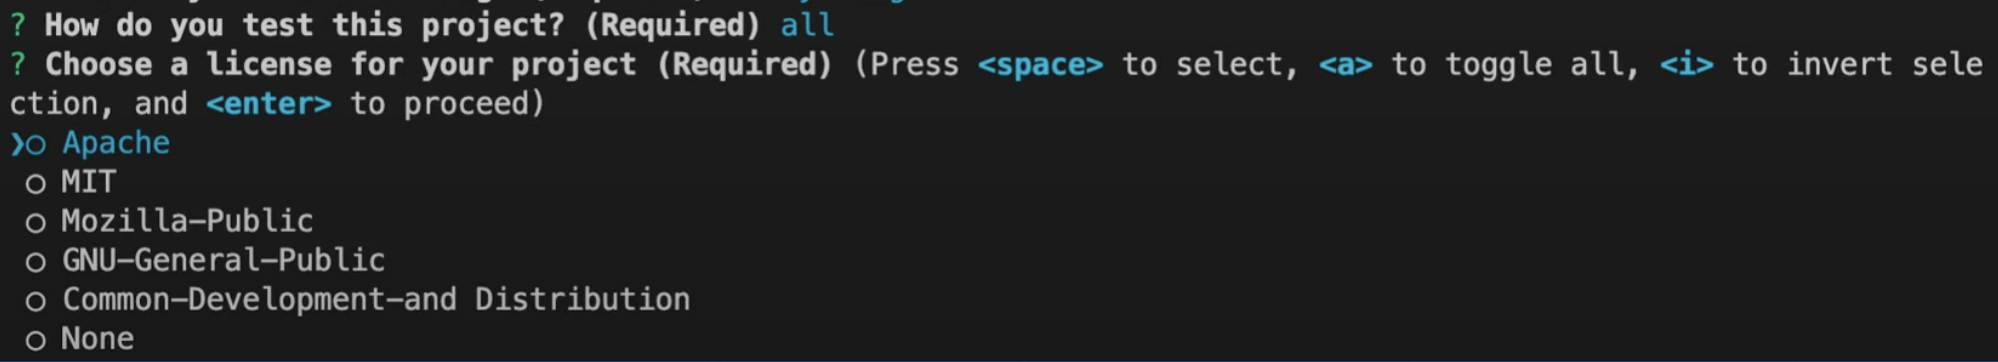 ? How do you test this project? (Required) all
? Choose a license for your project (Required) (Press <space> to select, <a> to toggle all, <i> to invert sele
ction, and <enter> to proceed)
❯○ Apache
○ MIT
○ Mozilla-Public
○ GNU-General-Public
○ Common-Development-and Distribution
○ None